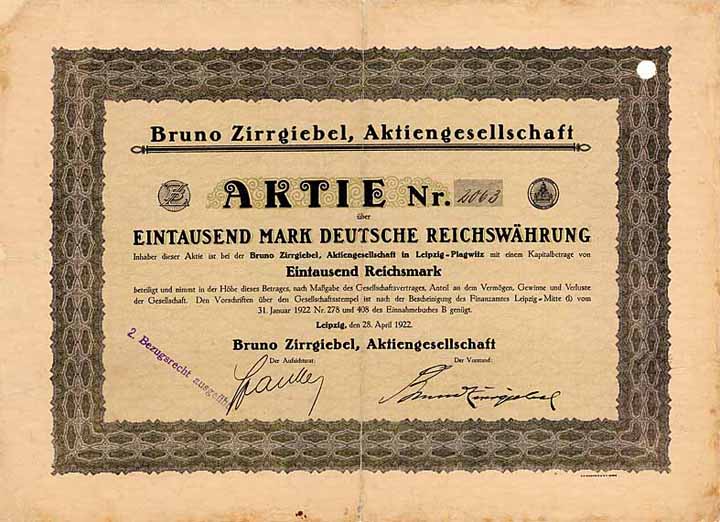 Bruno Zirrgiebel, Aktiengesellschaft
AKTIE Nr. 2063
über
EINTAUSEND MARK DEUTSCHE REICHSWÄHRUNG
Inhaber dieser Aktie ist bei der Bruno Zirrgiebel, Aktiengesellschaft in Leipzig-Plagwitz mit einem Kapitalbetrage von
Eintausend Reichsmark
beteiligt und nimmt in der Höhe dieses Betrages, nach Maßgabe des Gesellschaftsvertrages, Anteil an dem Vermögen, Gewinne und Verluste
der Gesellschaft. Den Vorschriften über den Gesellschaftsstempel ist nach der Bescheinigung des Finanzamtes Leipzig-Mitte (I) vom
31. Januar 1922 Nr. 278 und 408 des Einnahmebuches B genügt.
Leipzig, den 28. April 1922.
Bruno Zirrgiebel, Aktiengesellschaft
Der Aufsichtsrat:
Der Vorstand:
2. Bezugsrecht